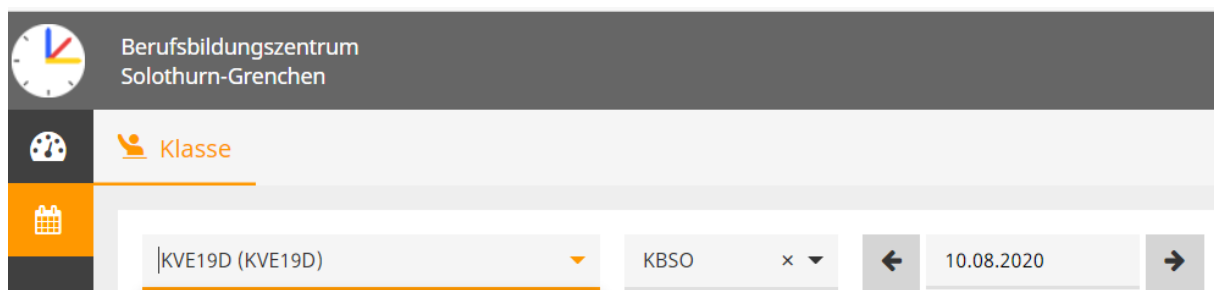 Berufsbildungszentrum
Solothurn-Grenchen
Klasse
KVE19D (KVE19D) KBSO × 10.08.2020